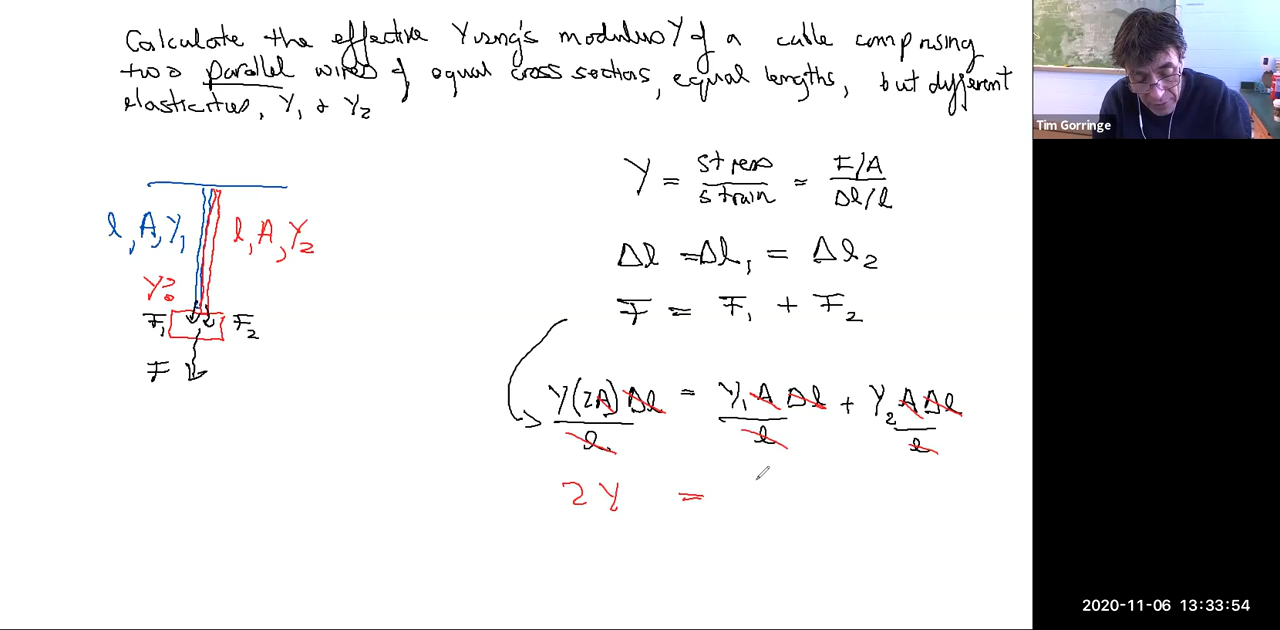 Calculate the effective Young's modulus Y of a cable comprising
two parallel wires of equal cross sections, equal lengths, but different
elasticities, Y₁ & Y₂
Tim Gorringe
Y = stress/strain = F/A / Δl/l
l, A, Y₁
l, A, Y₂
Δl = Δl₁ = Δl₂
Y?
F = F₁ + F₂
F₁
F₂
F
Y(2A)Δl/l = Y₁AΔl/l + Y₂AΔl/l
2Y =
2020-11-06 13:33:54